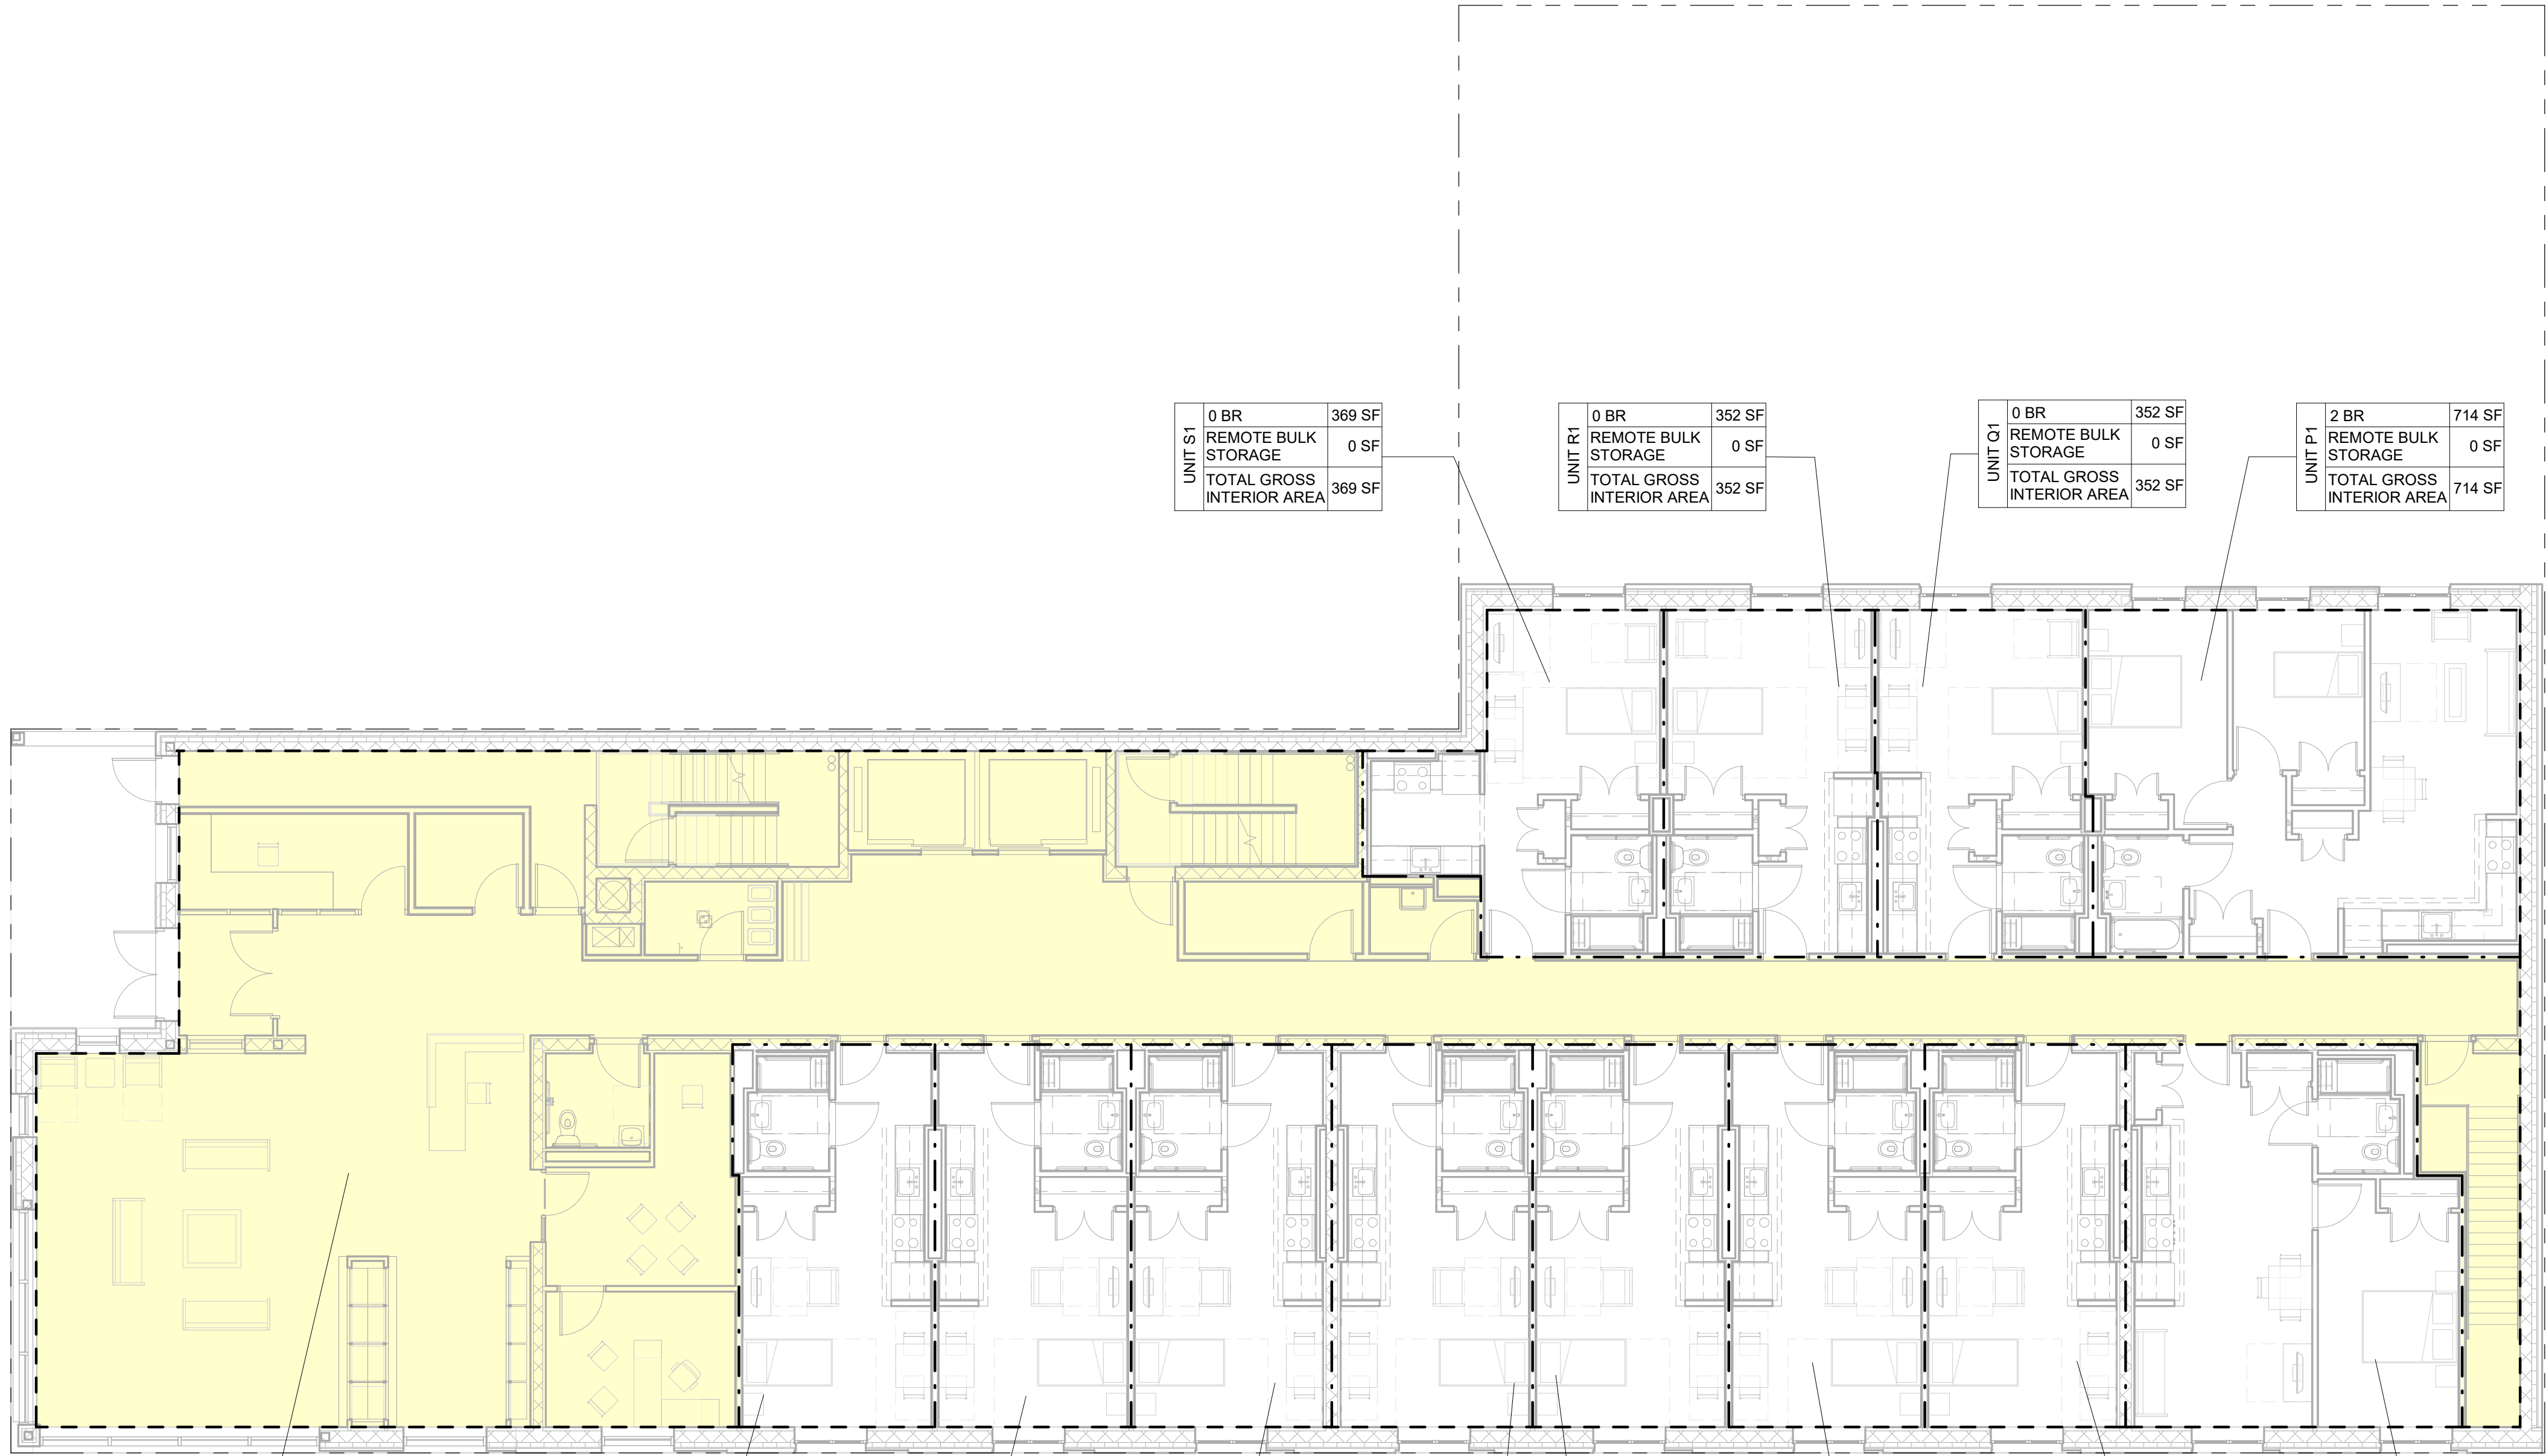 UNIT S1
0 BR 369 SF
REMOTE BULK
STORAGE 0 SF
TOTAL GROSS
INTERIOR AREA 369 SF
UNIT R1
0 BR 352 SF
REMOTE BULK
STORAGE 0 SF
TOTAL GROSS
INTERIOR AREA 352 SF
UNIT Q1
0 BR 352 SF
REMOTE BULK
STORAGE 0 SF
TOTAL GROSS
INTERIOR AREA 352 SF
UNIT P1
2 BR 714 SF
REMOTE BULK
STORAGE 0 SF
TOTAL GROSS
INTERIOR AREA 714 SF